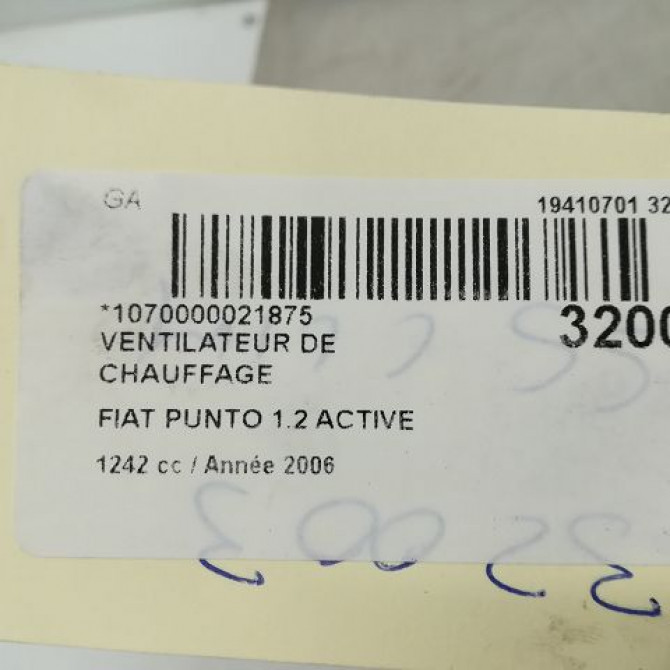 GA
19410701 32
*1070000021875
3200
VENTILATEUR DE
CHAUFFAGE
FIAT PUNTO 1.2 ACTIVE
1242 cc / Année 2006